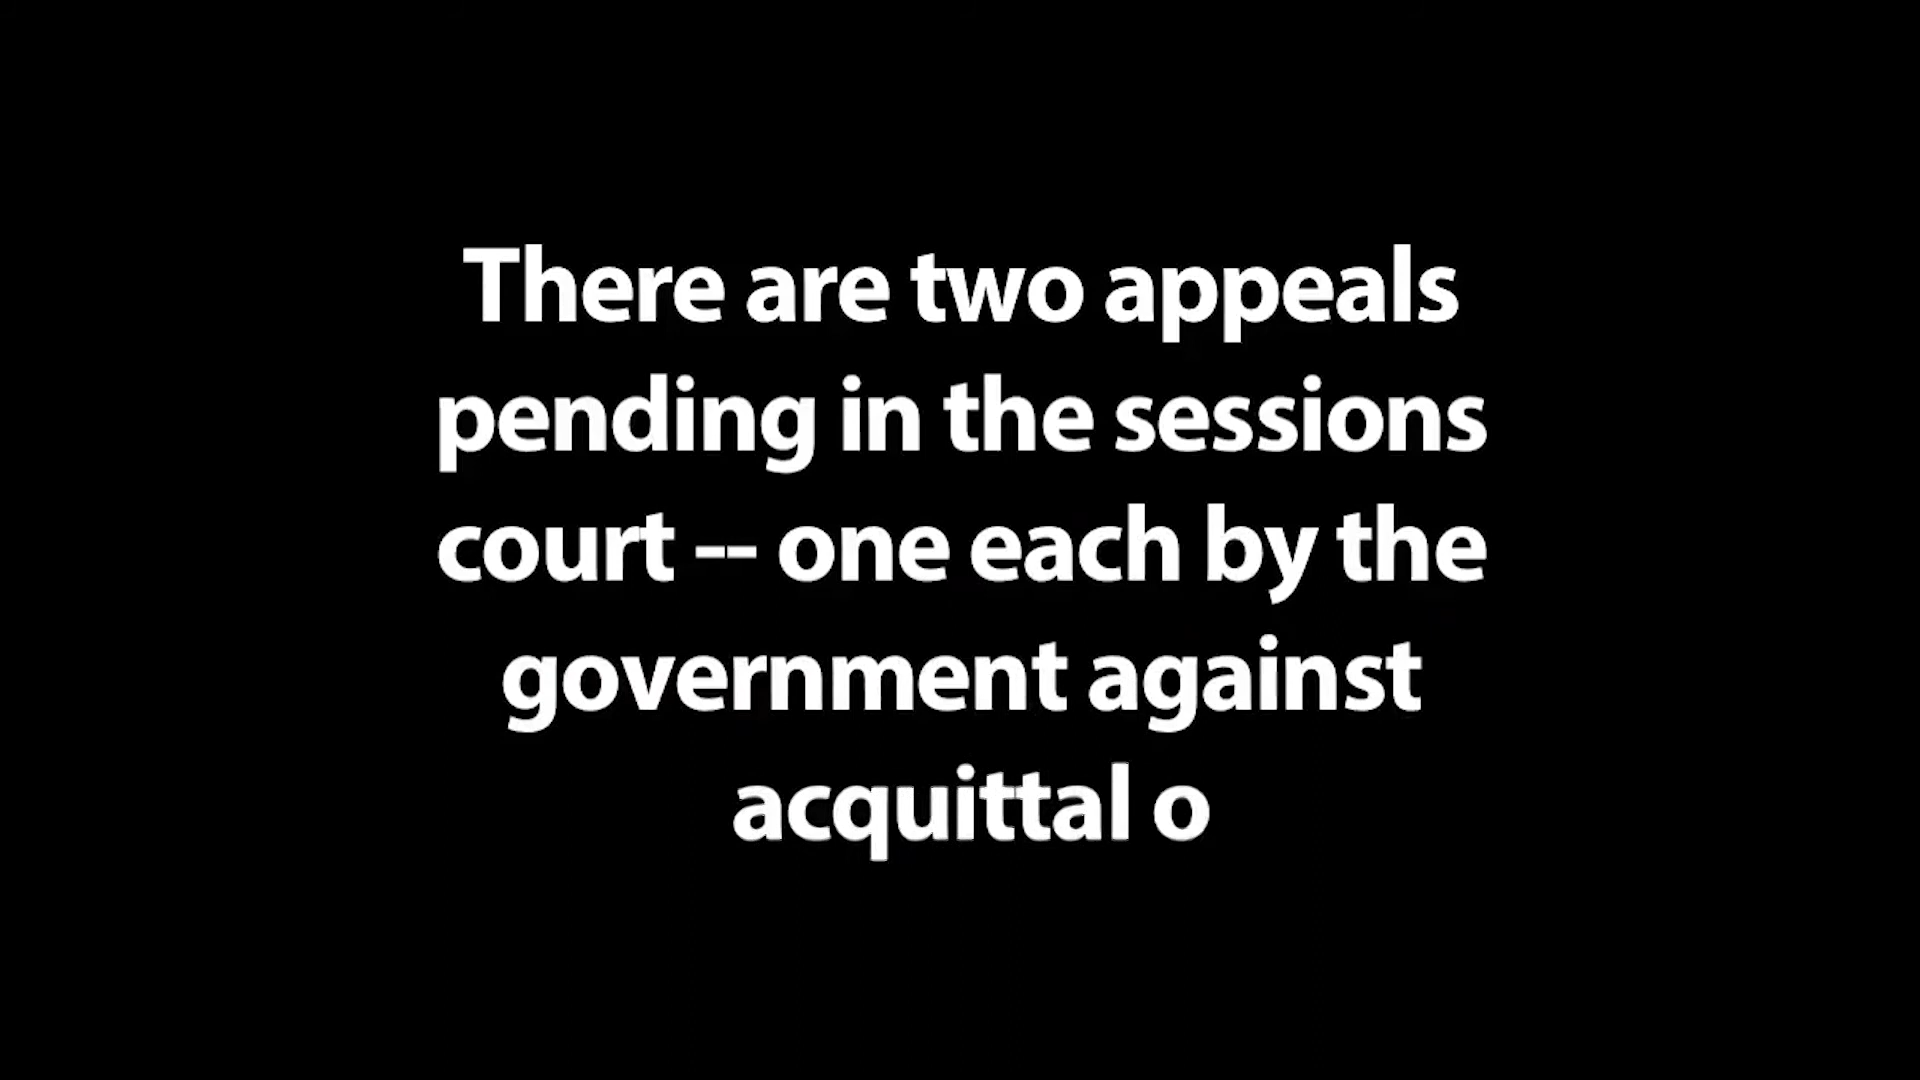 There are two appeals
pending in the sessions
court -- one each by the
government against
acquittal o